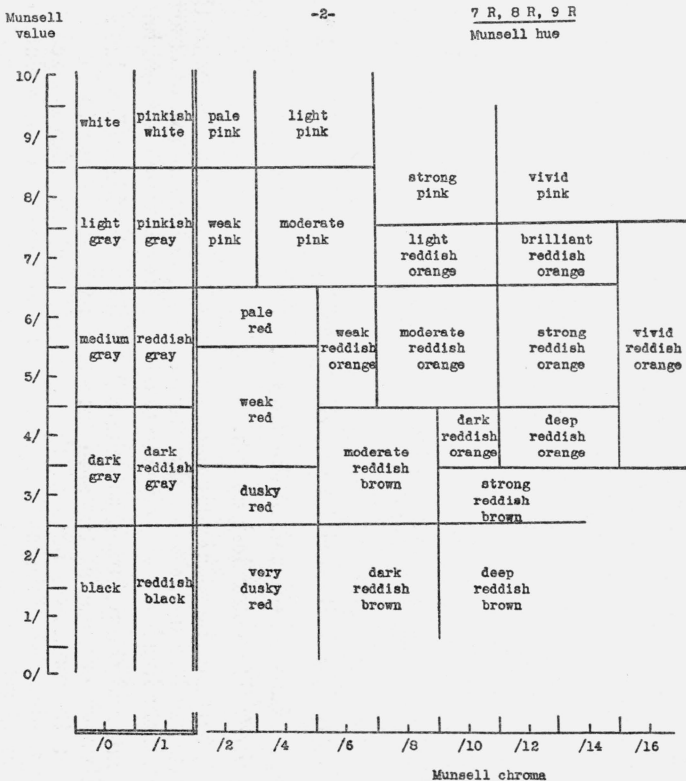 Munsell value
-2-
7 R, 8 R, 9 R
Munsell hue
10/
9/
8/
7/
6/
5/
4/
3/
2/
1/
0/
white
pinkish white
pale pink
light pink
strong pink
vivid pink
light gray
pinkish gray
weak pink
moderate pink
light reddish orange
brilliant reddish orange
medium gray
reddish gray
pale red
weak reddish orange
moderate reddish orange
strong reddish orange
vivid reddish orange
weak red
dark gray
dark reddish gray
moderate reddish brown
dark reddish orange
deep reddish orange
dusky red
strong reddish brown
black
reddish black
very dusky red
dark reddish brown
deep reddish brown
/0 /1 /2 /4 /6 /8 /10 /12 /14 /16
Munsell chroma